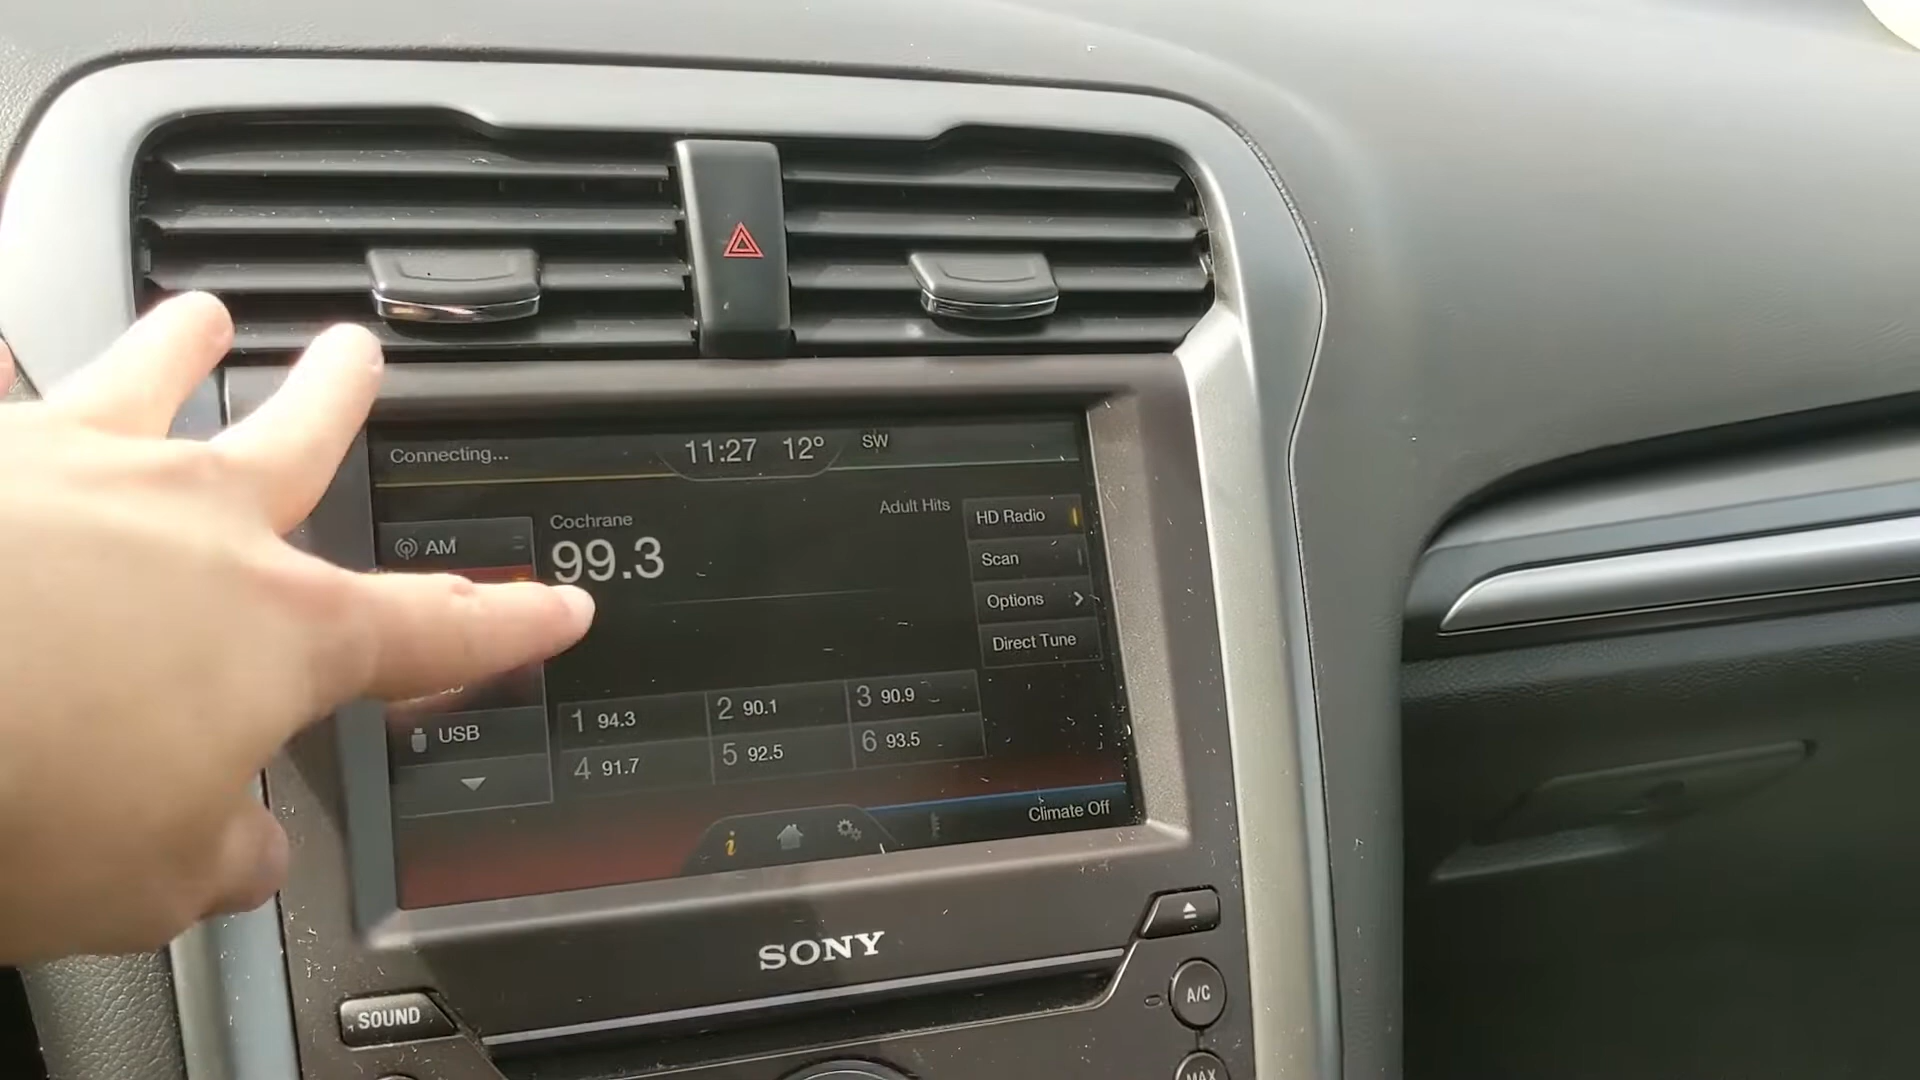 Connecting...
11:27 12° SW
Cochrane
99.3
Adult Hits
AM
USB
HD Radio
Scan
Options
Direct Tune
1 94.3
2 90.1
3 90.9
4 91.7
5 92.5
6 93.5
i
Climate Off
SONY
SOUND
A/C
MAX